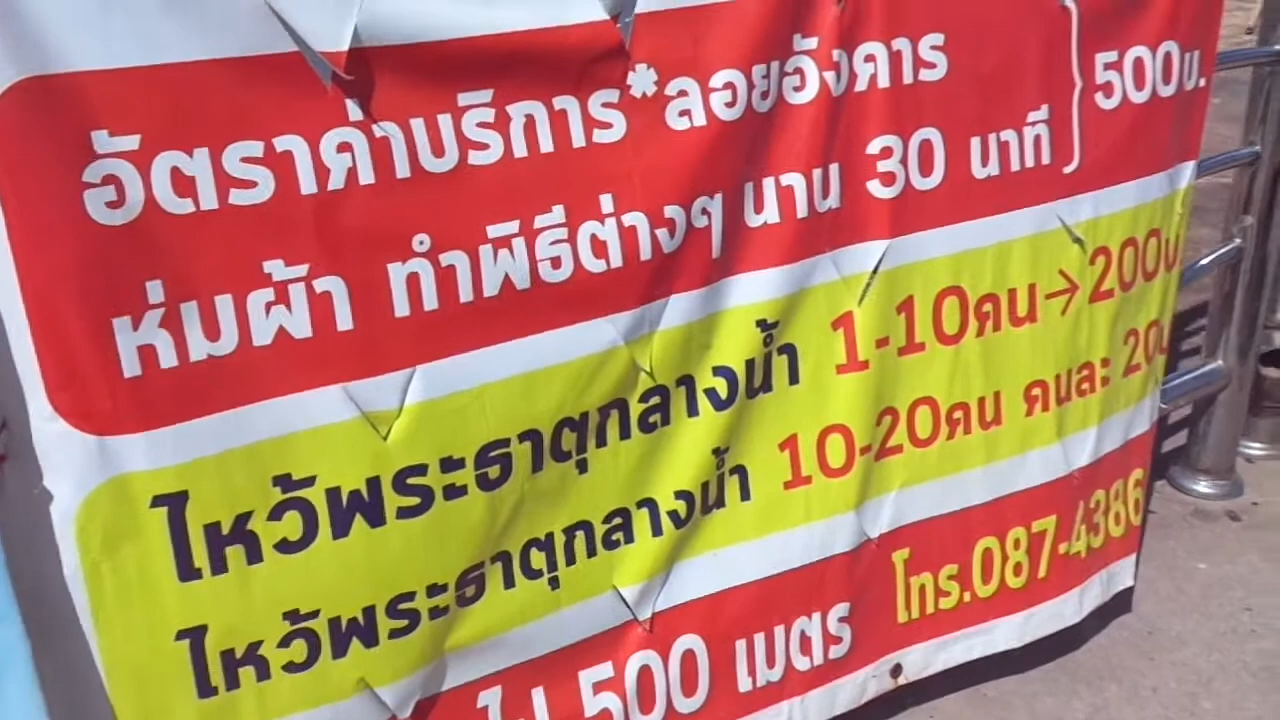 อัตราค่าบริการ*ลอยอังคาร
ห่มผ้า ทำพิธีต่างๆ นาน 30 นาที } 500บ.
ไหว้พระธาตุกลางน้ำ 1-10คน→200บ
ไหว้พระธาตุกลางน้ำ 10-20คน คนละ 20บ
500 เมตร โทร.087-4386